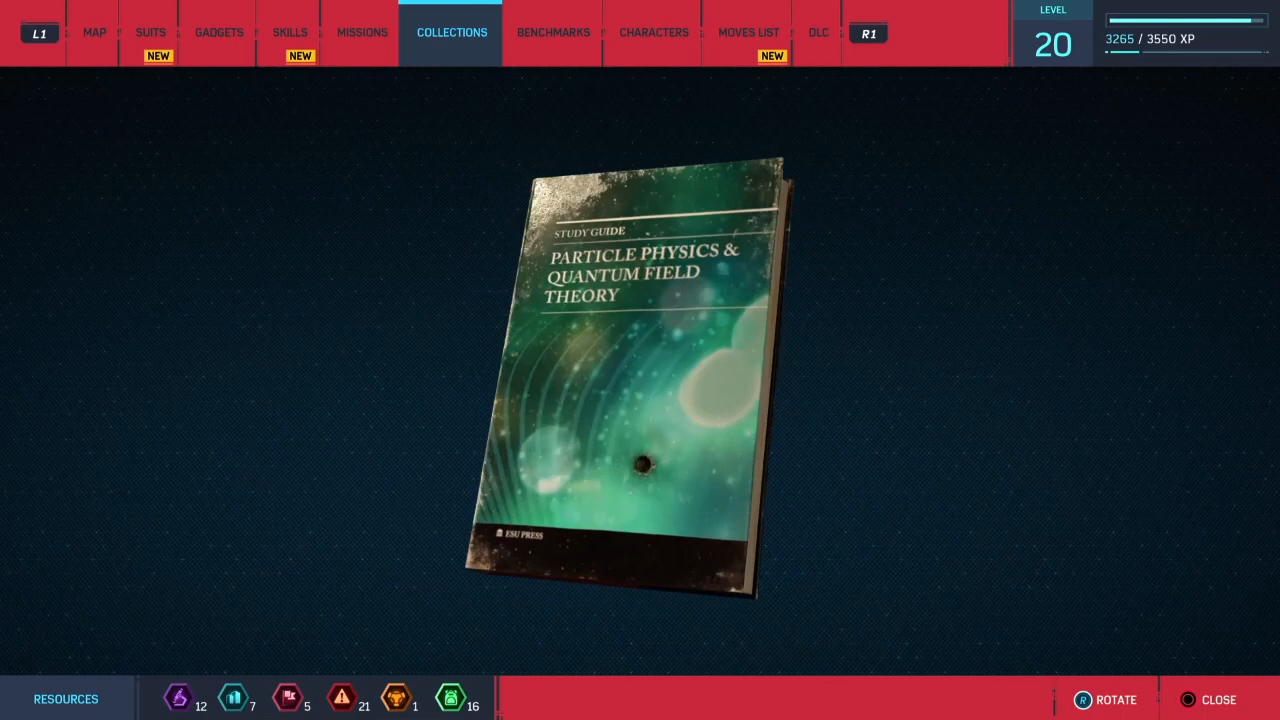 L1 MAP SUITS GADGETS SKILLS MISSIONS COLLECTIONS BENCHMARKS CHARACTERS MOVES LIST DLC R1
NEW NEW NEW
LEVEL
20
3265 / 3550 XP
STUDY GUIDE
PARTICLE PHYSICS &
QUANTUM FIELD
THEORY
ESU PRESS
RESOURCES 12 7 5 21 1 16 R ROTATE CLOSE